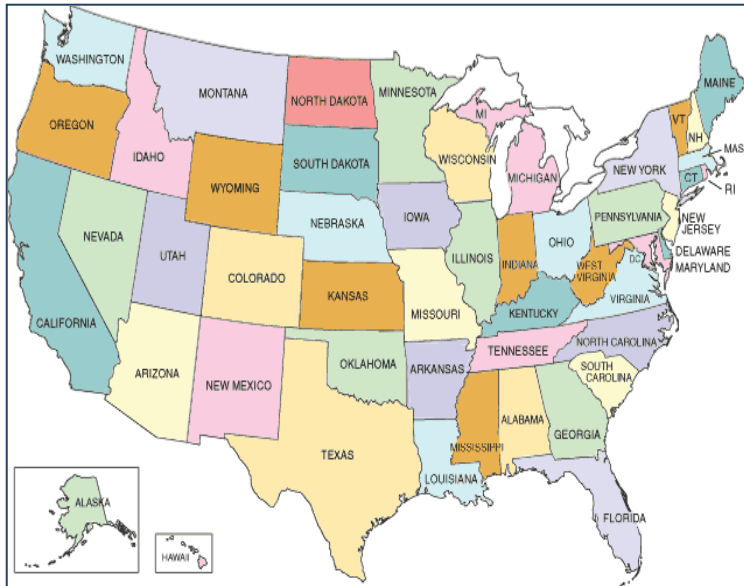 WASHINGTON
OREGON
CALIFORNIA
NEVADA
IDAHO
MONTANA
WYOMING
UTAH
ARIZONA
COLORADO
NEW MEXICO
NORTH DAKOTA
SOUTH DAKOTA
NEBRASKA
KANSAS
OKLAHOMA
TEXAS
MINNESOTA
IOWA
MISSOURI
ARKANSAS
LOUISIANA
WISCONSIN
ILLINOIS
MI
MICHIGAN
INDIANA
OHIO
KENTUCKY
TENNESSEE
MISSISSIPPI
ALABAMA
GEORGIA
FLORIDA
SOUTH
CAROLINA
NORTH CAROLINA
VIRGINIA
WEST
VIRGINIA
DC
PENNSYLVANIA
NEW YORK
VT
NH
MAINE
MAS
CT
RI
NEW
JERSEY
DELAWARE
MARYLAND
ALASKA
HAWAII